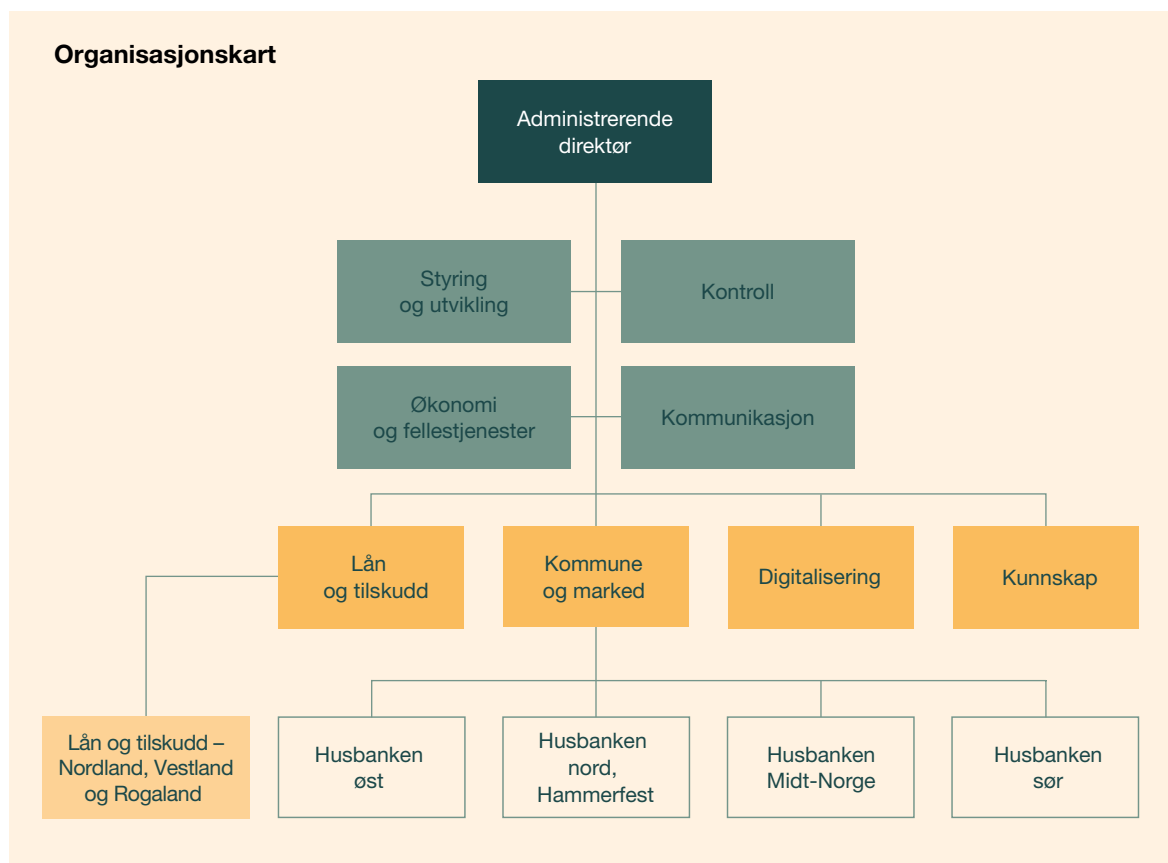 Organisasjonskart
Administrerende
direktør
Styring
og utvikling
Kontroll
Økonomi
og fellestjenester
Kommunikasjon
Lån
og tilskudd
Kommune
og marked
Digitalisering
Kunnskap
Lån og tilskudd –
Nordland, Vestland
og Rogaland
Husbanken
øst
Husbanken
nord,
Hammerfest
Husbanken
Midt-Norge
Husbanken
sør